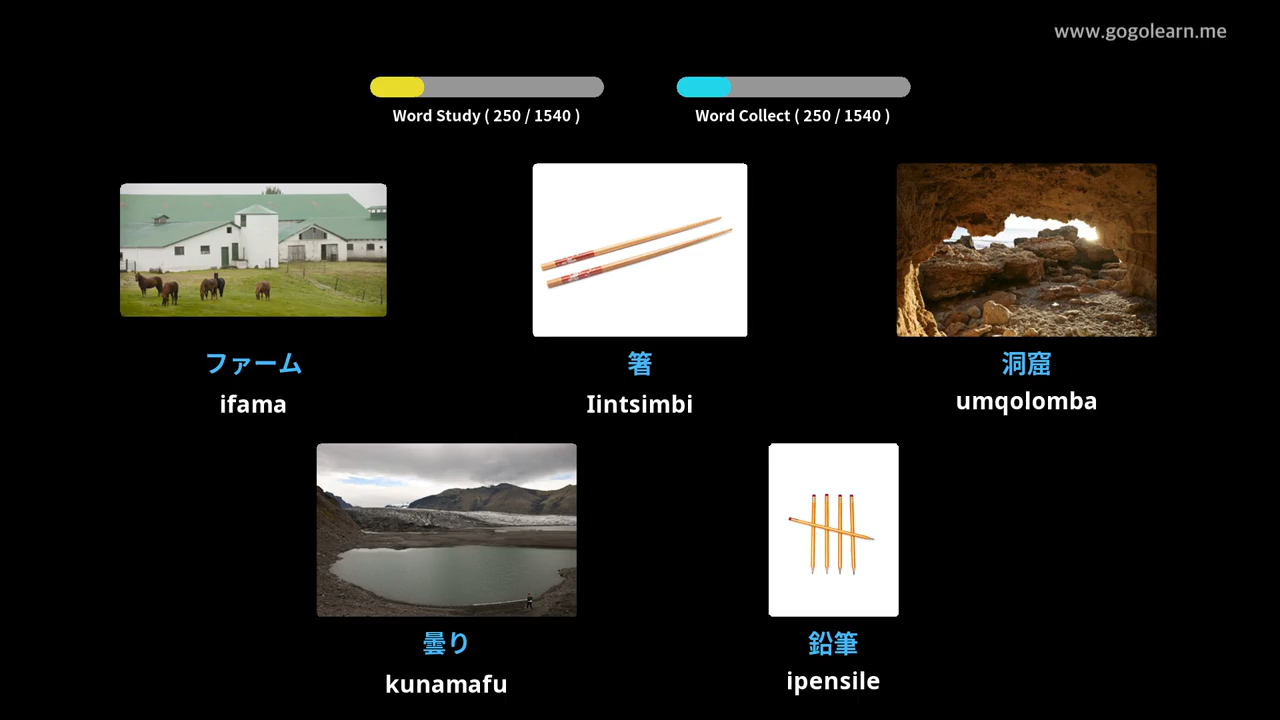 www.gogolearn.me
Word Study ( 250 / 1540 )
Word Collect ( 250 / 1540 )
ファーム
箸
洞窟
ifama
Iintsimbi
umqolomba
曇り
鉛筆
kunamafu
ipensile